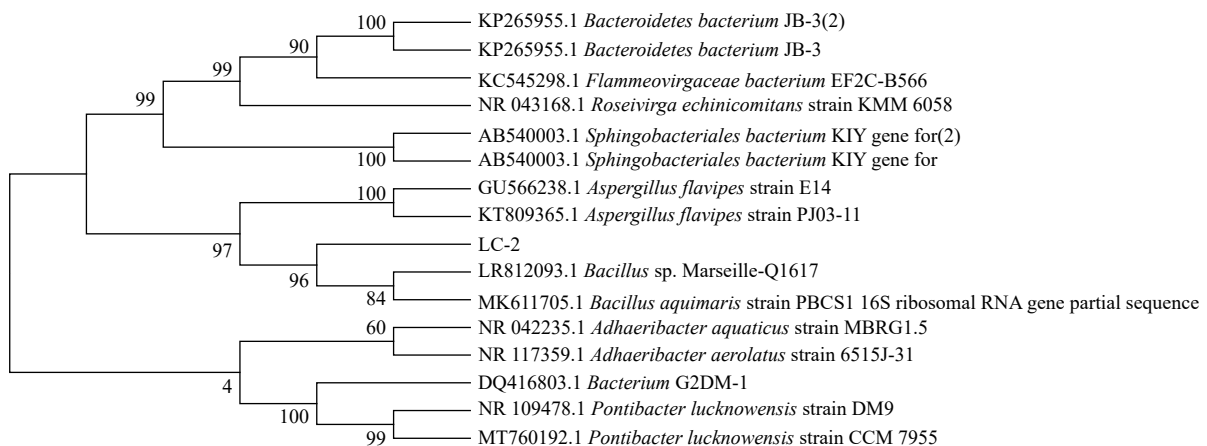 100
KP265955.1 Bacteroidetes bacterium JB-3(2)
90
KP265955.1 Bacteroidetes bacterium JB-3
99
KC545298.1 Flammeovirgaceae bacterium EF2C-B566
99
NR 043168.1 Roseivirga echinicomitans strain KMM 6058
AB540003.1 Sphingobacteriales bacterium KIY gene for(2)
100
AB540003.1 Sphingobacteriales bacterium KIY gene for
100
GU566238.1 Aspergillus flavipes strain E14
KT809365.1 Aspergillus flavipes strain PJ03-11
97
LC-2
96
LR812093.1 Bacillus sp. Marseille-Q1617
84
MK611705.1 Bacillus aquimaris strain PBCS1 16S ribosomal RNA gene partial sequence
60
NR 042235.1 Adhaeribacter aquaticus strain MBRG1.5
NR 117359.1 Adhaeribacter aerolatus strain 6515J-31
4
DQ416803.1 Bacterium G2DM-1
100
NR 109478.1 Pontibacter lucknowensis strain DM9
99
MT760192.1 Pontibacter lucknowensis strain CCM 7955